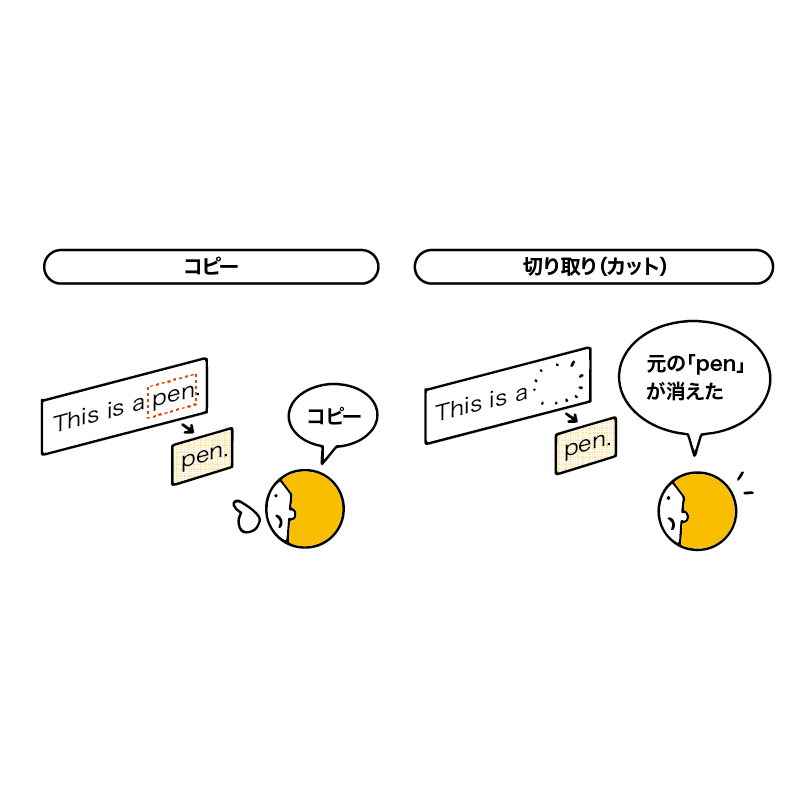 コピー
This is a pen.
pen.
コピー
切り取り（カット）
This is a
pen.
元の「pen」
が消えた